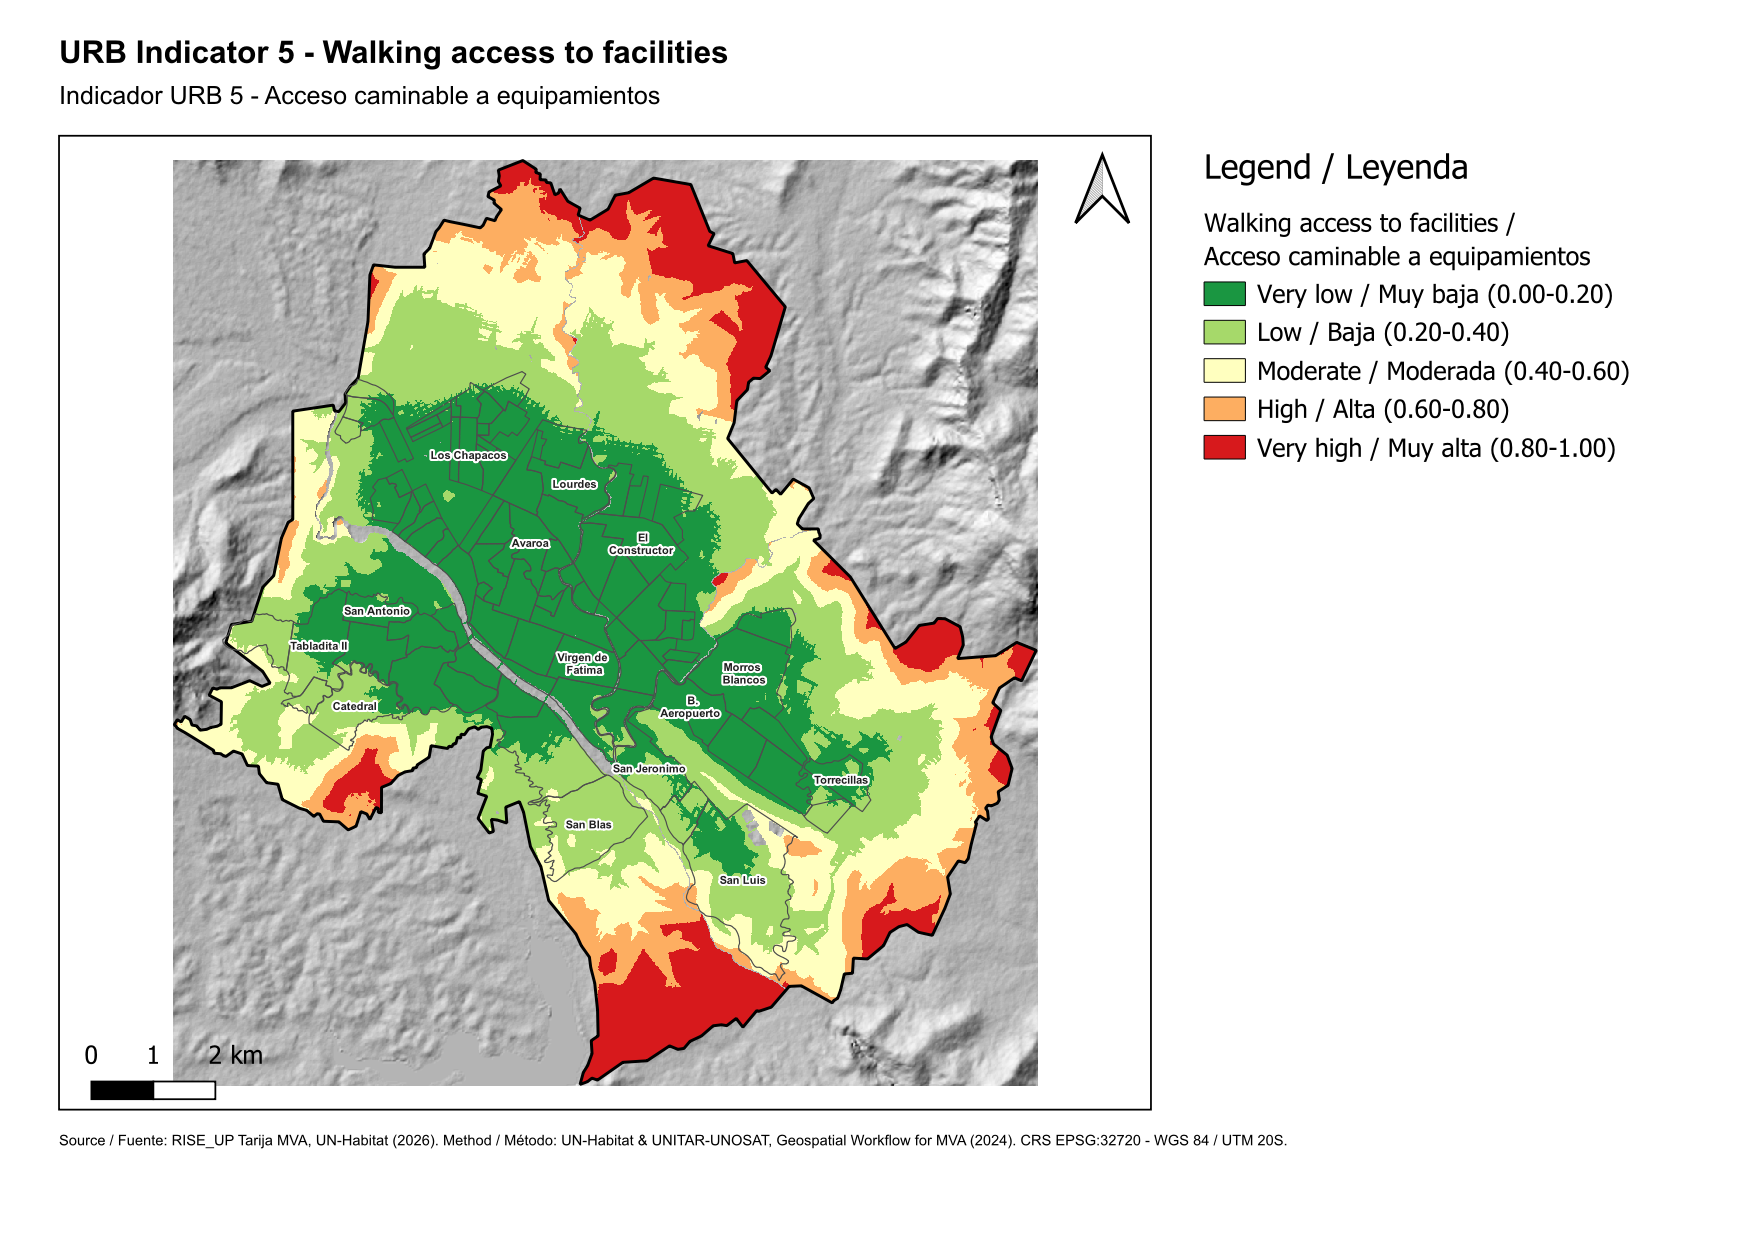 URB Indicator 5 - Walking access to facilities
Indicador URB 5 - Acceso caminable a equipamientos
Legend / Leyenda
Walking access to facilities /
Acceso caminable a equipamientos
Very low / Muy baja (0.00-0.20)
Low / Baja (0.20-0.40)
Moderate / Moderada (0.40-0.60)
High / Alta (0.60-0.80)
Very high / Muy alta (0.80-1.00)
Los Chapacos
Lourdes
Avaroa
El
Constructor
San Antonio
Tabladita II
Virgen de
Fatima
Morros
Blancos
Catedral
B.
Aeropuerto
San Jeronimo
Torrecillas
San Blas
San Luis
0 1 2 km
Source / Fuente: RISE_UP Tarija MVA, UN-Habitat (2026). Method / Método: UN-Habitat & UNITAR-UNOSAT, Geospatial Workflow for MVA (2024). CRS EPSG:32720 - WGS 84 / UTM 20S.